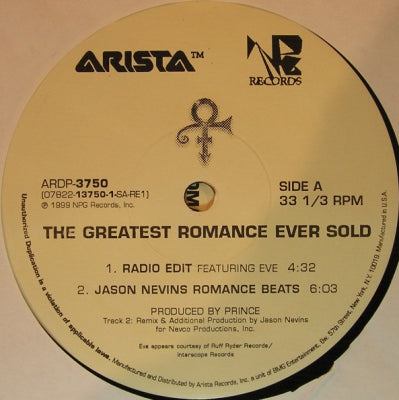 ARISTA™
NPG
RECORDS
ARDP-3750
(07822-13750-1-SA-RE1)
℗ 1999 NPG Records, Inc.
SIDE A
33 1/3 RPM
THE GREATEST ROMANCE EVER SOLD
1. RADIO EDIT FEATURING EVE 4:32
2. JASON NEVINS ROMANCE BEATS 6:03
PRODUCED BY PRINCE
Track 2: Remix & Additional Production by Jason Nevins
for Nevco Productions, Inc.
Eve appears courtesy of Ruff Ryder Records/
Interscope Records
Unauthorized Duplication is a violation of applicable laws. Manufactured and Distributed by Arista Records, Inc. a unit of BMG Entertainment, 6w. 57th Street, New York, N.Y. 10019. Manufactured in U.S.A.